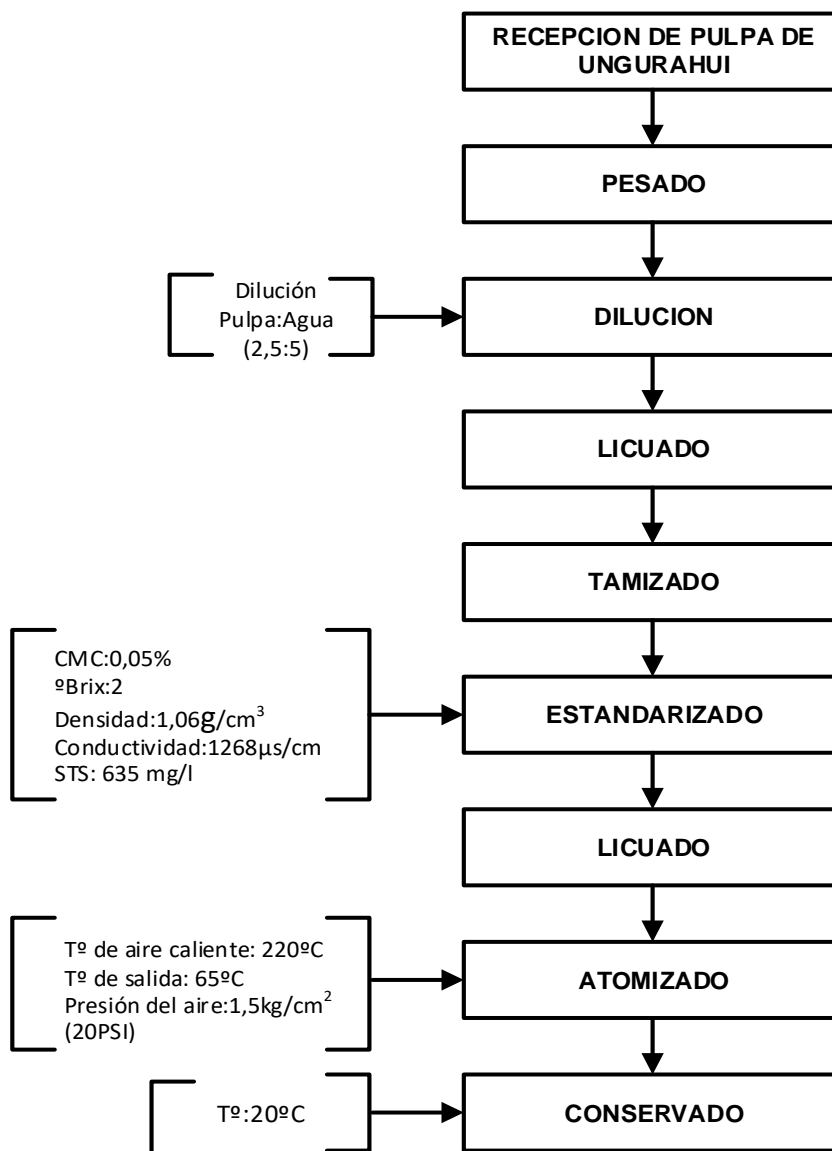 RECEPCION DE PULPA DE
UNGURAHUI
PESADO
Dilución
Pulpa:Agua
(2,5:5)
DILUCION
LICUADO
TAMIZADO
CMC:0,05%
ºBrix:2
Densidad:1,06g/cm³
Conductividad:1268µs/cm
STS: 635 mg/l
ESTANDARIZADO
LICUADO
Tº de aire caliente: 220ºC
Tº de salida: 65ºC
Presión del aire:1,5kg/cm²
(20PSI)
ATOMIZADO
Tº:20ºC
CONSERVADO